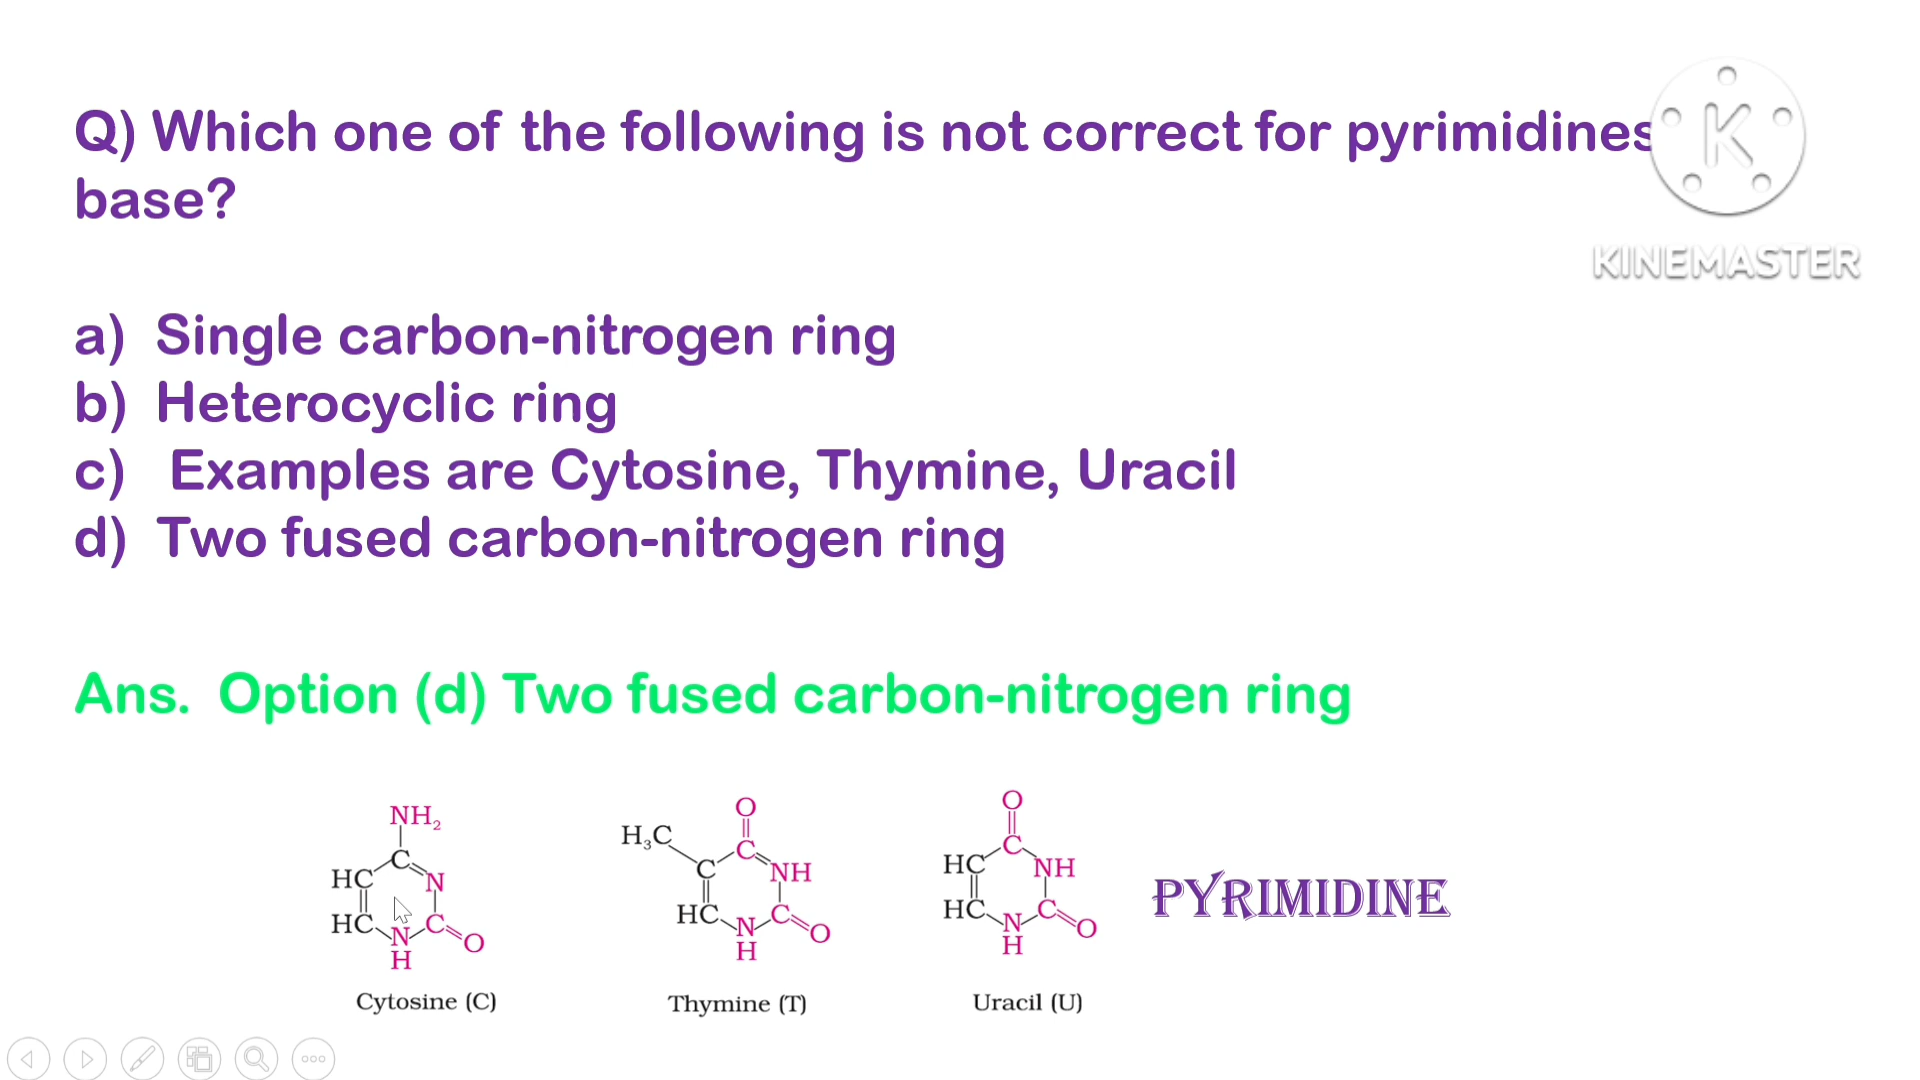 Q) Which one of the following is not correct for pyrimidines
base?
KINEMASTER
a) Single carbon-nitrogen ring
b) Heterocyclic ring
c) Examples are Cytosine, Thymine, Uracil
d) Two fused carbon-nitrogen ring
Ans. Option (d) Two fused carbon-nitrogen ring
NH₂
C
HC
N
HC
N
C
O
H
Cytosine (C)
O
H₃C
C
C
NH
HC
N
C
O
H
Thymine (T)
O
C
HC
NH
HC
N
C
O
H
Uracil (U)
PYRIMIDINE